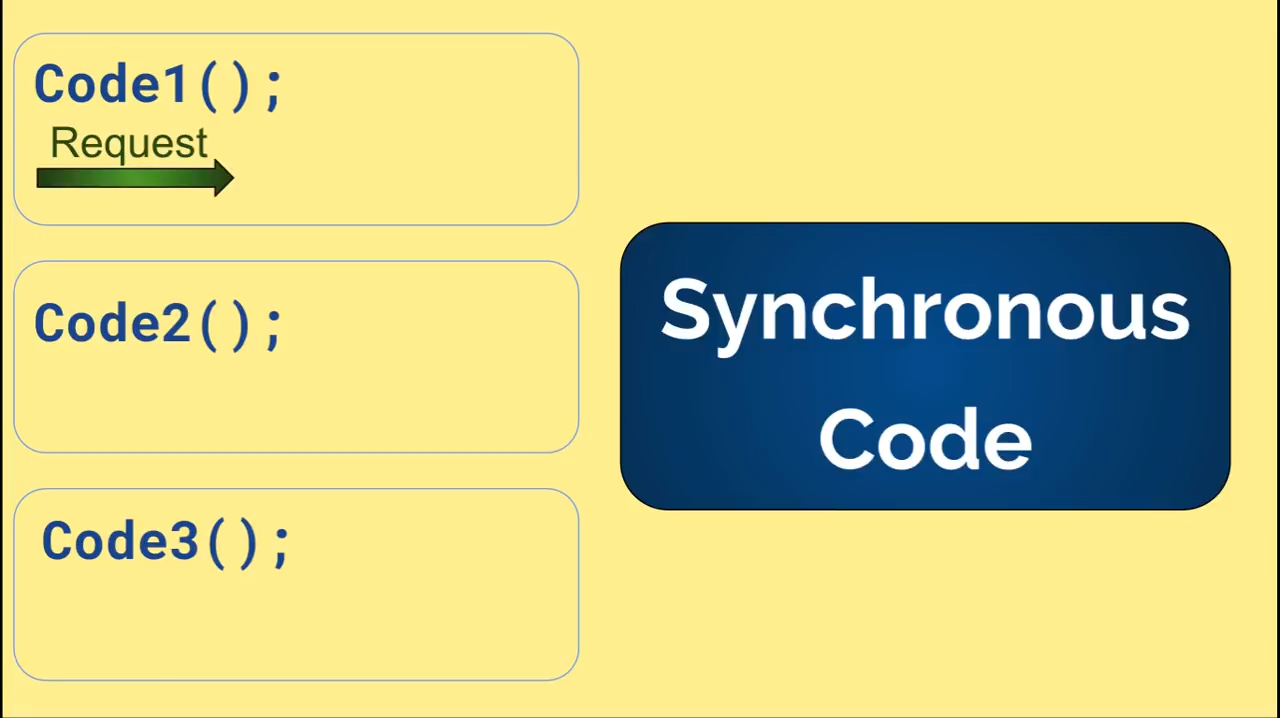 Code1();
Request
Code2();
Code3();
Synchronous
Code